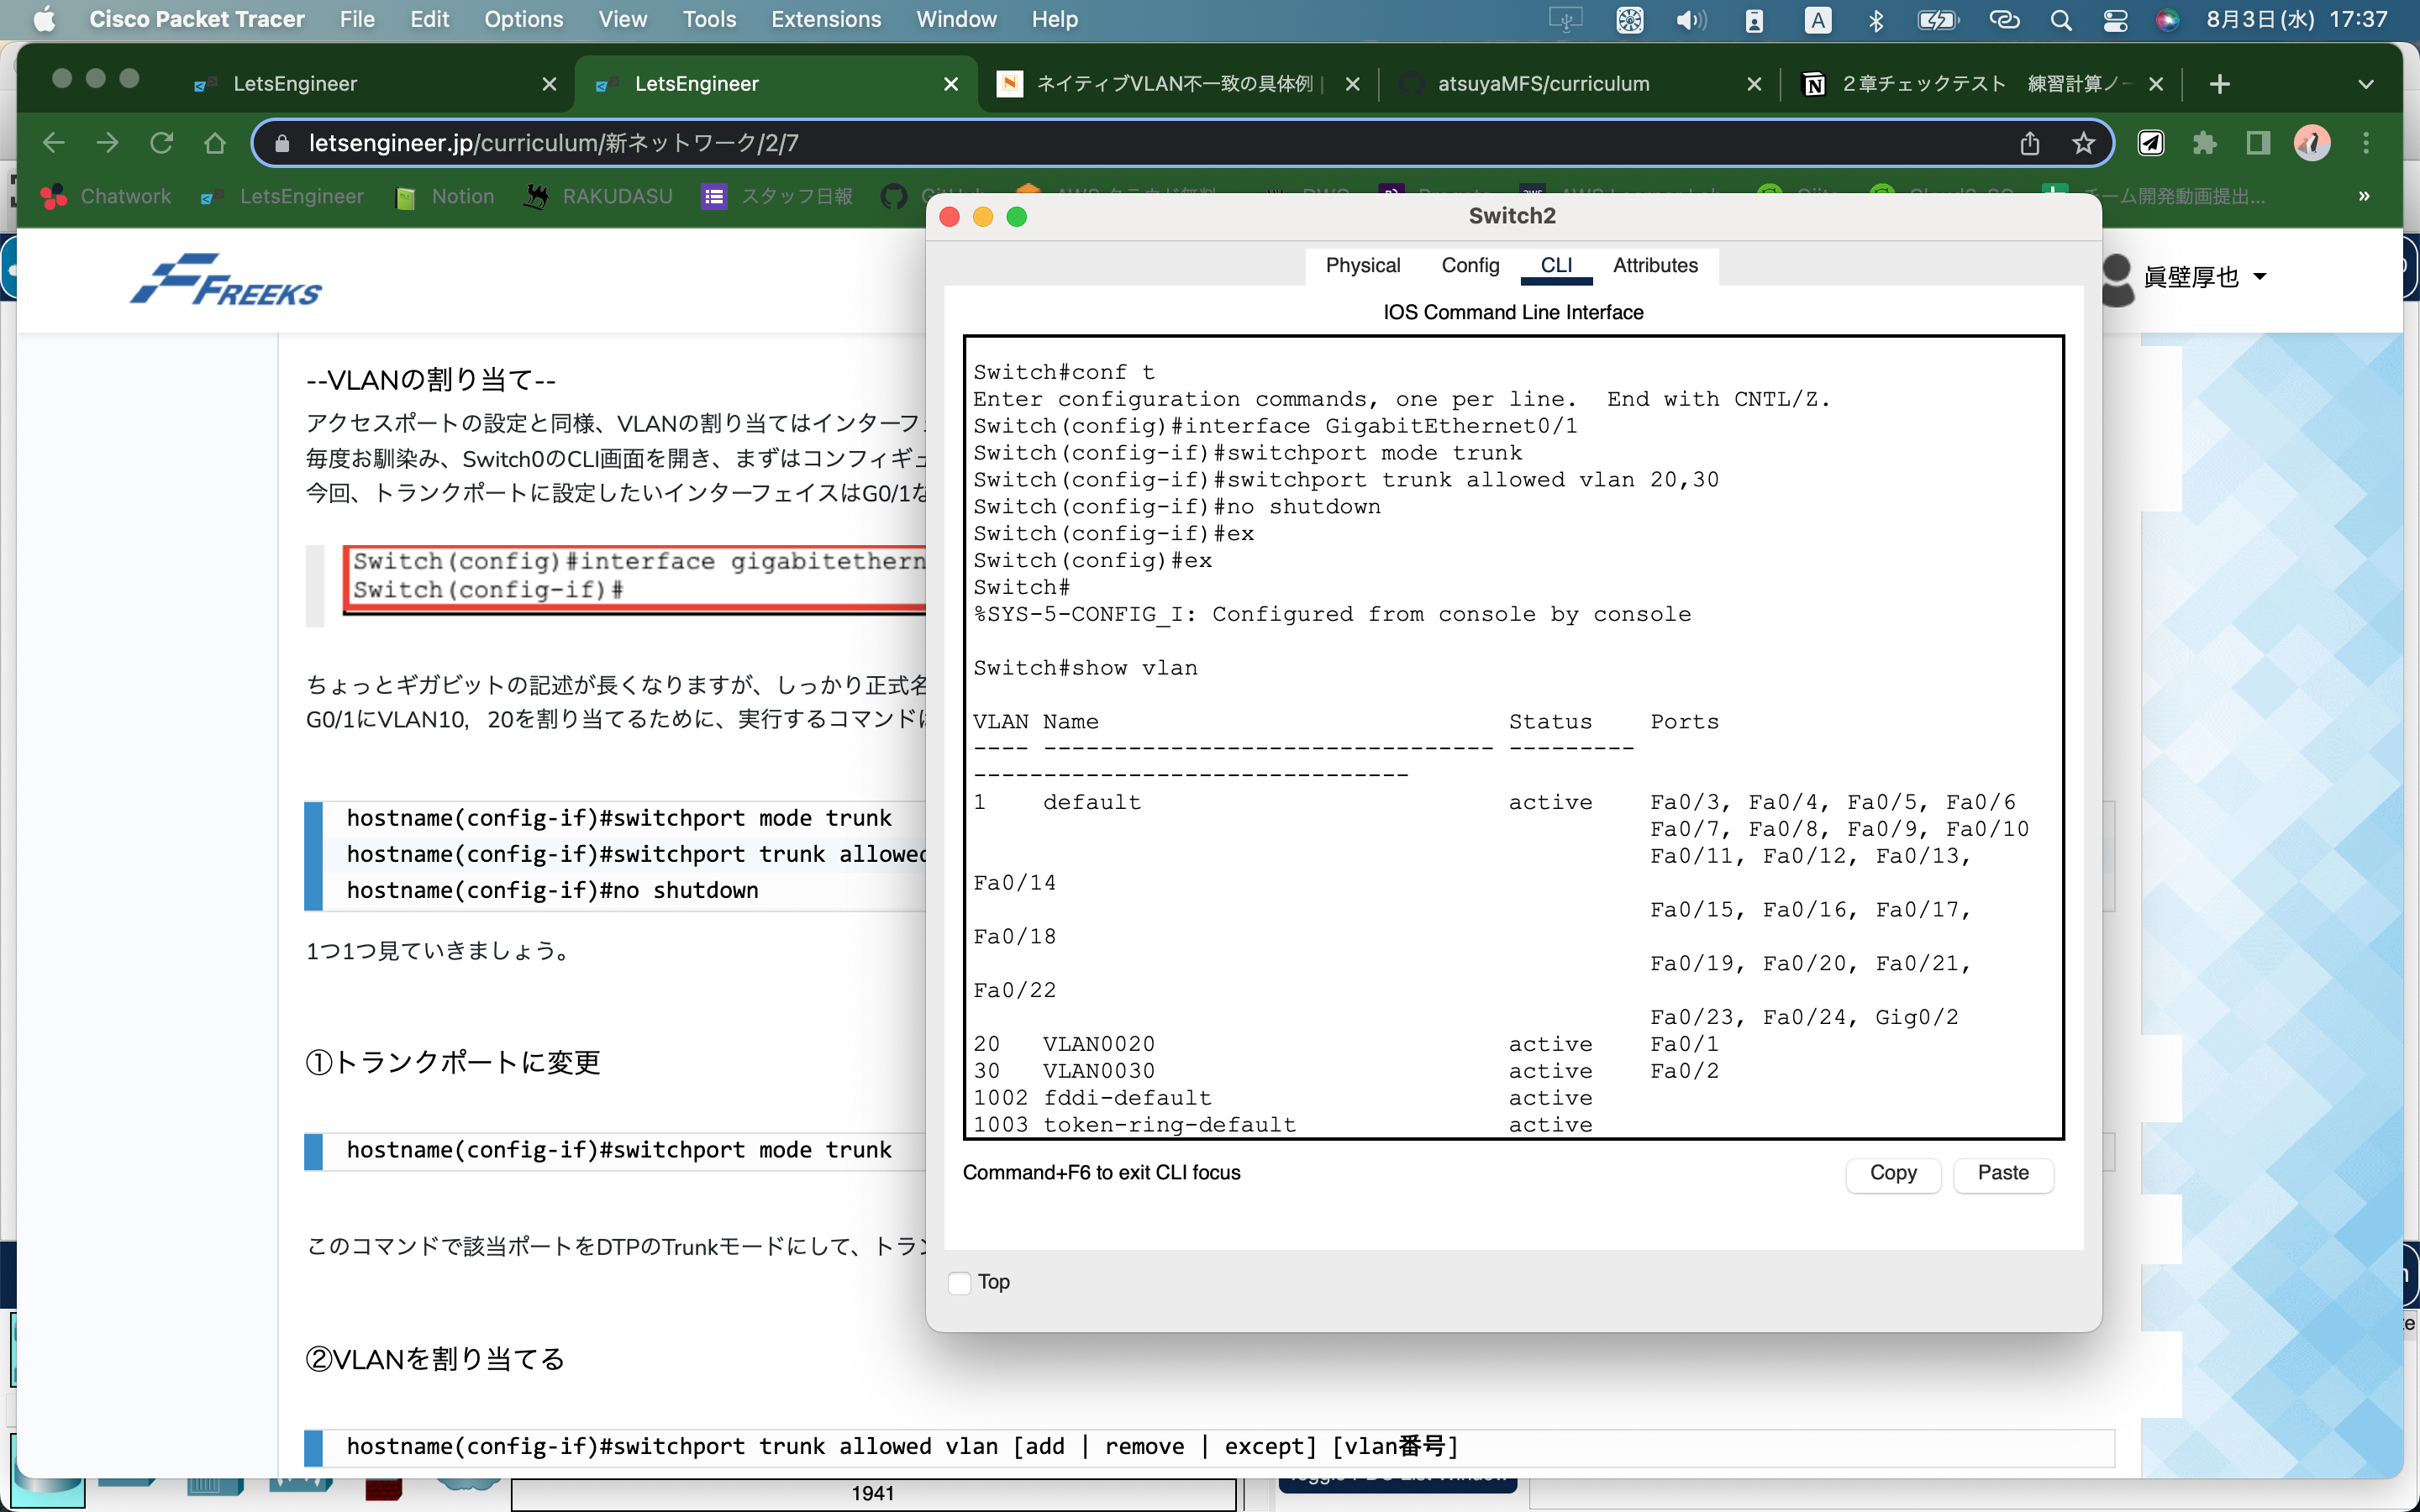 Cisco Packet Tracer File Edit Options View Tools Extensions Window Help A 8月3日(水) 17:37
LetsEngineer
LetsEngineer
ネイティブVLAN不一致の具体例 |
atsuyaMFS/curriculum
2章チェックテスト 練習計算ノー
letsengineer.jp/curriculum/新ネットワーク/2/7
Chatwork LetsEngineer Notion RAKUDASU スタッフ日報 ーム開発動画提出...
FREEKS
眞壁厚也
--VLANの割り当て--
アクセスポートの設定と同様、VLANの割り当てはインターフ
毎度お馴染み、Switch0のCLI画面を開き、まずはコンフィギ
今回、トランクポートに設定したいインターフェイスはG0/1な
Switch(config)#interface gigabitethern
Switch(config-if)#
ちょっとギガビットの記述が長くなりますが、しっかり正式名
G0/1にVLAN10, 20を割り当てるために、実行するコマンドは
hostname(config-if)#switchport mode trunk
hostname(config-if)#switchport trunk allowed
hostname(config-if)#no shutdown
1つ1つ見ていきましょう。
①トランクポートに変更
hostname(config-if)#switchport mode trunk
このコマンドで該当ポートをDTPのTrunkモードにして、トラン
②VLANを割り当てる
hostname(config-if)#switchport trunk allowed vlan [add | remove | except] [vlan番号]
Switch2
Physical Config CLI Attributes
IOS Command Line Interface
Switch#conf t
Enter configuration commands, one per line.  End with CNTL/Z.
Switch(config)#interface GigabitEthernet0/1
Switch(config-if)#switchport mode trunk
Switch(config-if)#switchport trunk allowed vlan 20,30
Switch(config-if)#no shutdown
Switch(config-if)#ex
Switch(config)#ex
Switch#
%SYS-5-CONFIG_I: Configured from console by console
Switch#show vlan
VLAN Name                             Status    Ports
---- -------------------------------- ---------
-------------------------------
1    default                          active    Fa0/3, Fa0/4, Fa0/5, Fa0/6
Fa0/7, Fa0/8, Fa0/9, Fa0/10
Fa0/11, Fa0/12, Fa0/13,
Fa0/14
Fa0/15, Fa0/16, Fa0/17,
Fa0/18
Fa0/19, Fa0/20, Fa0/21,
Fa0/22
Fa0/23, Fa0/24, Gig0/2
20   VLAN0020                         active    Fa0/1
30   VLAN0030                         active    Fa0/2
1002 fddi-default                     active
1003 token-ring-default               active
Command+F6 to exit CLI focus
Copy Paste
Top
1941